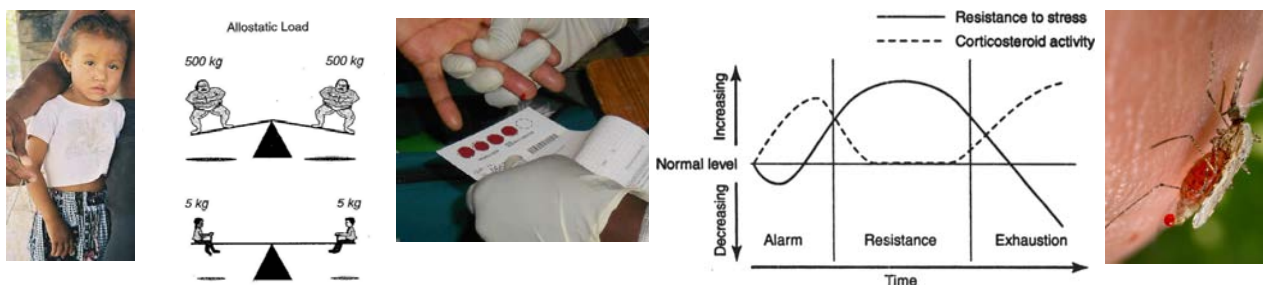 Allostatic Load
500 kg
500 kg
5 kg
5 kg
Resistance to stress
Corticosteroid activity
Increasing
Normal level
Decreasing
Alarm
Resistance
Exhaustion
Time